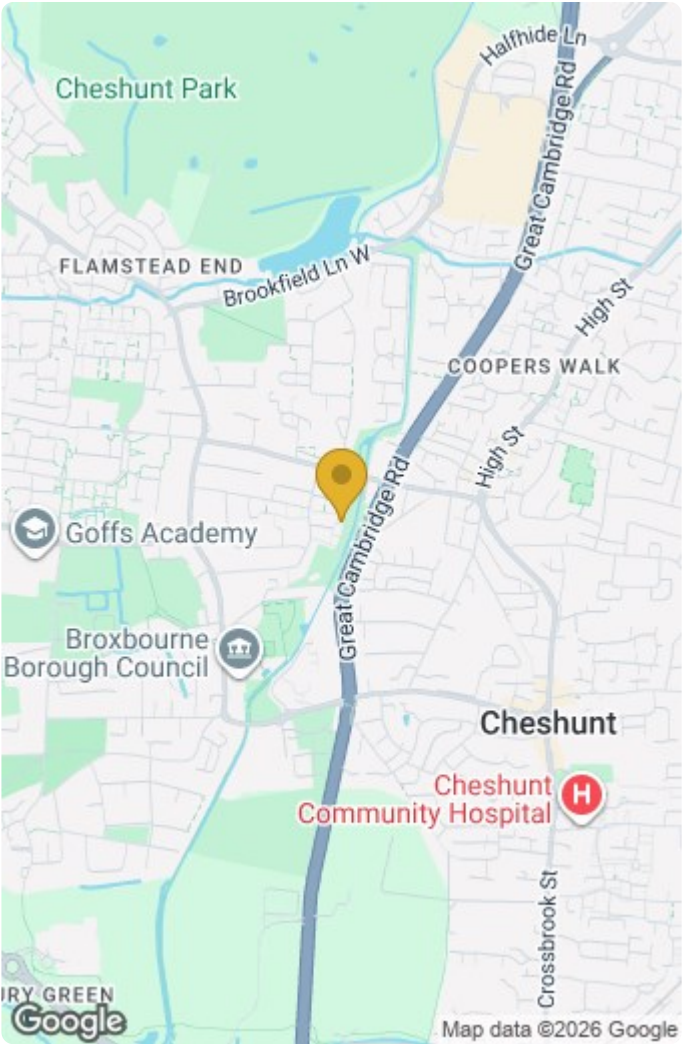 Halfhide Ln
Cheshunt Park
Great Cambridge Rd
FLAMSTEAD END
Brookfield Ln W
High St
COOPERS WALK
High St
Great Cambridge Rd
Goffs Academy
Broxbourne
Borough Council
Cheshunt
Cheshunt
Community Hospital
H
Crossbrook St
URY GREEN
Google
Map data ©2026 Google